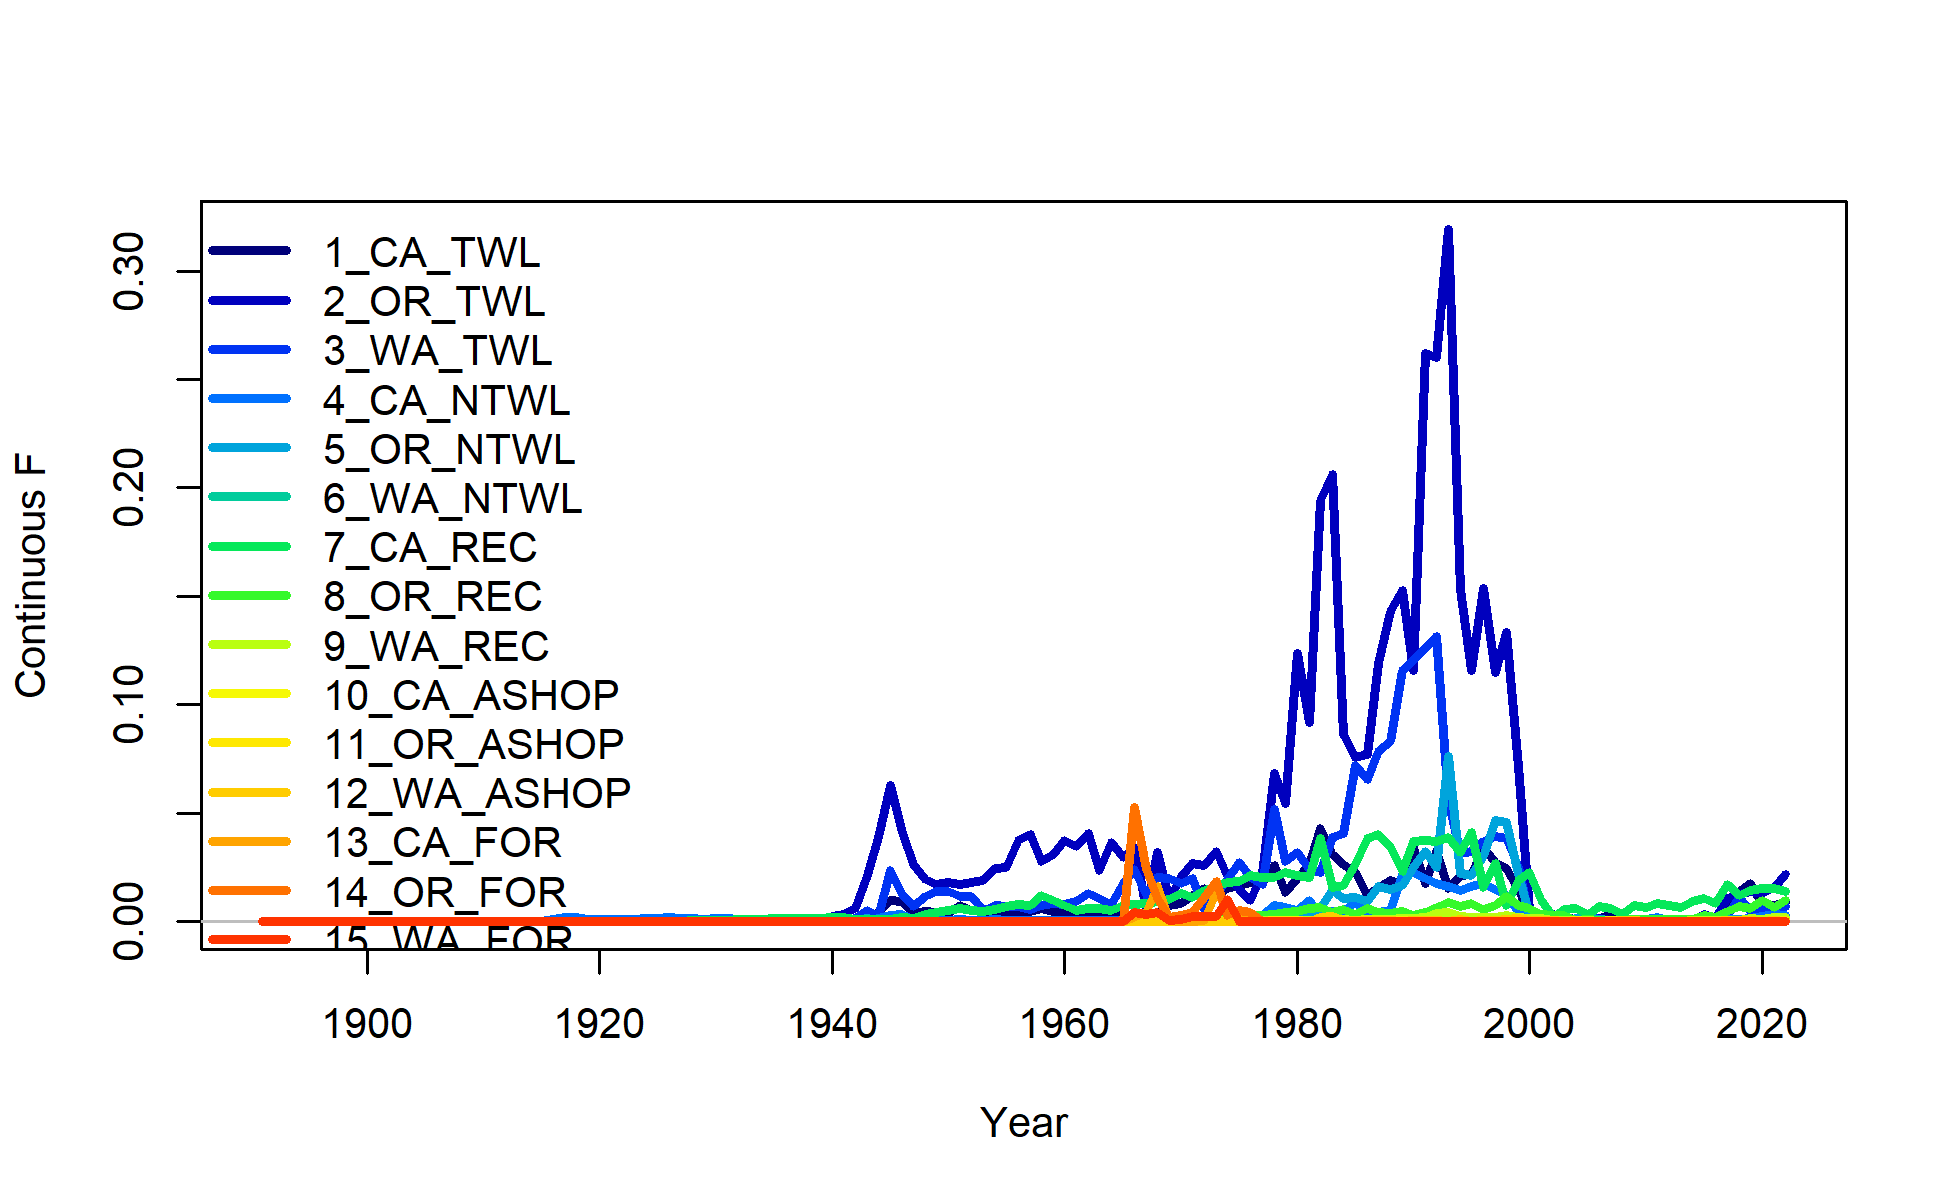 1_CA_TWL
2_OR_TWL
3_WA_TWL
4_CA_NTWL
5_OR_NTWL
6_WA_NTWL
7_CA_REC
8_OR_REC
9_WA_REC
10_CA_ASHOP
11_OR_ASHOP
12_WA_ASHOP
13_CA_FOR
14_OR_FOR
15_WA_FOR
0.30
0.20
0.10
0.00
Continuous F
1900 1920 1940 1960 1980 2000 2020
Year